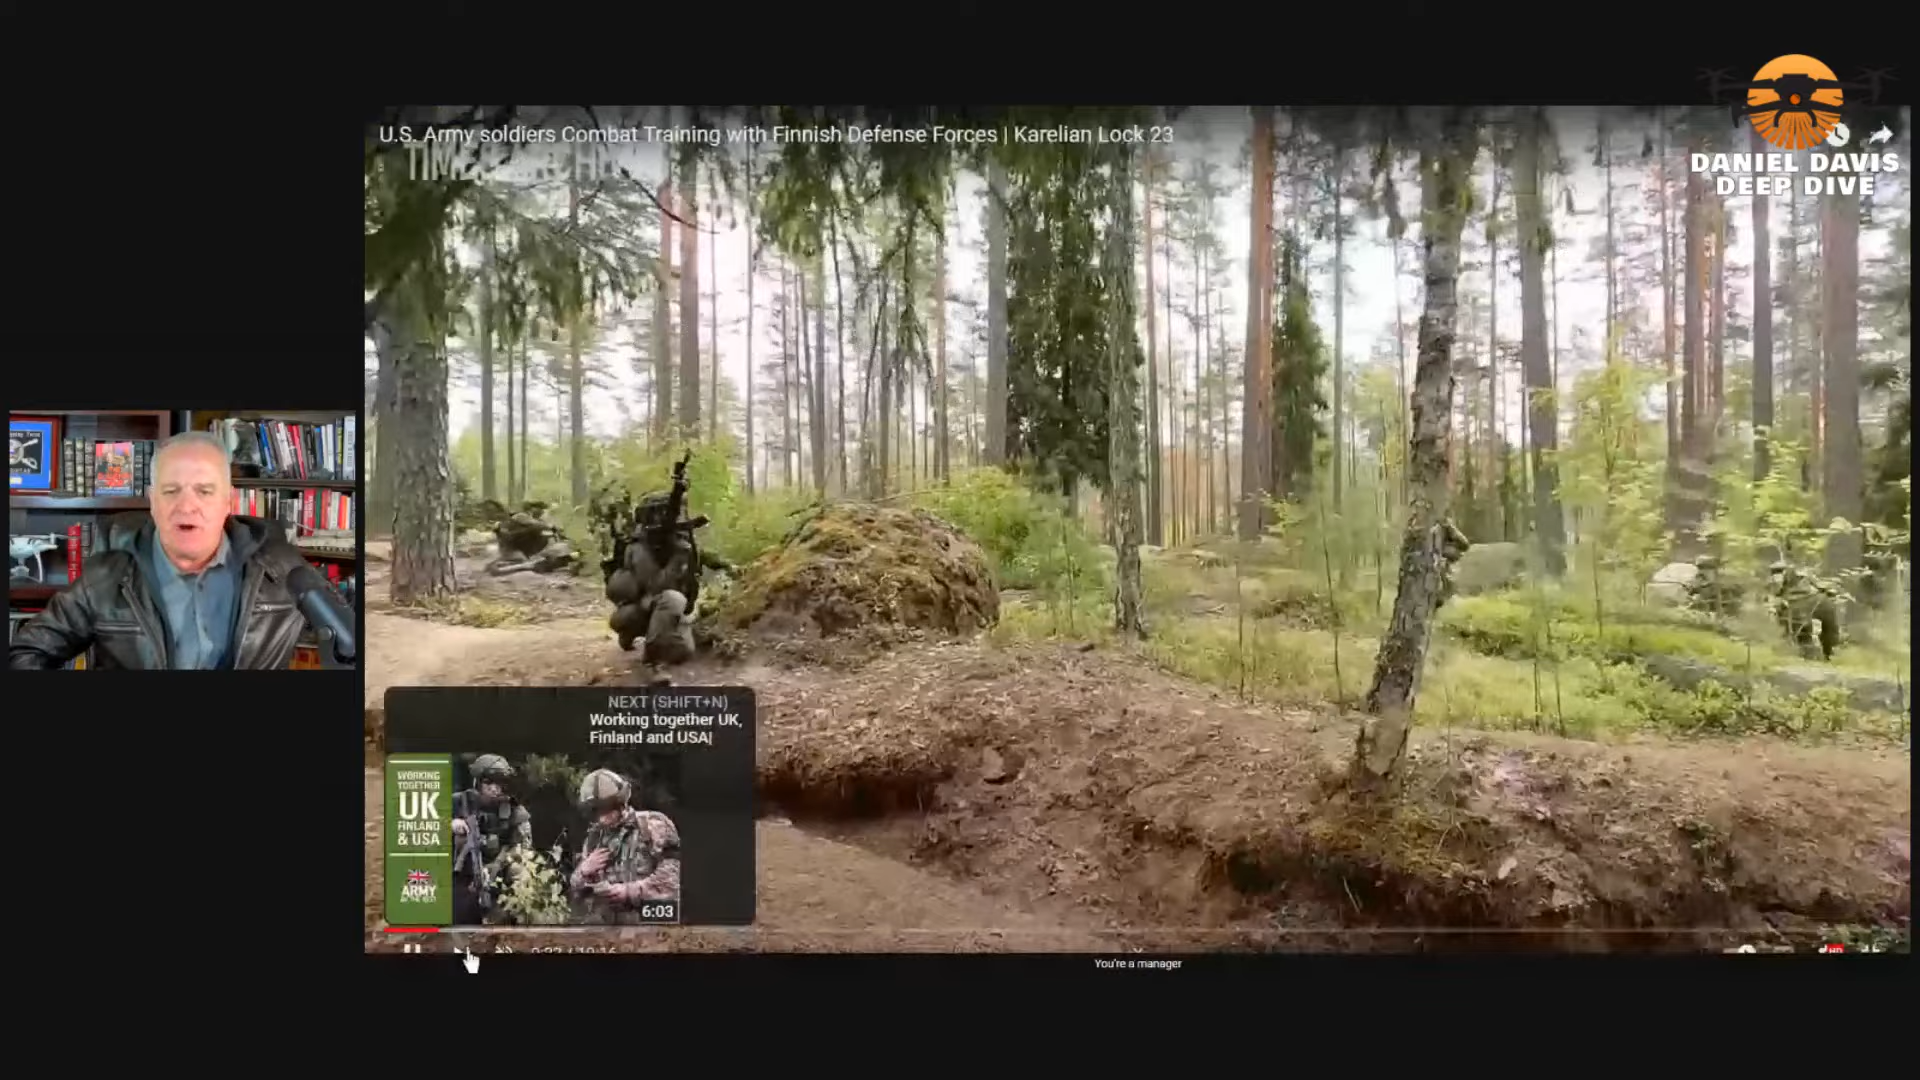 U.S. Army soldiers Combat Training with Finnish Defense Forces | Karelian Lock 23
DANIEL DAVIS
DEEP DIVE
NEXT (SHIFT+N)
Working together UK,
Finland and USA|
WORKING
TOGETHER
UK
FINLAND
& USA
ARMY
6:03
You're a manager